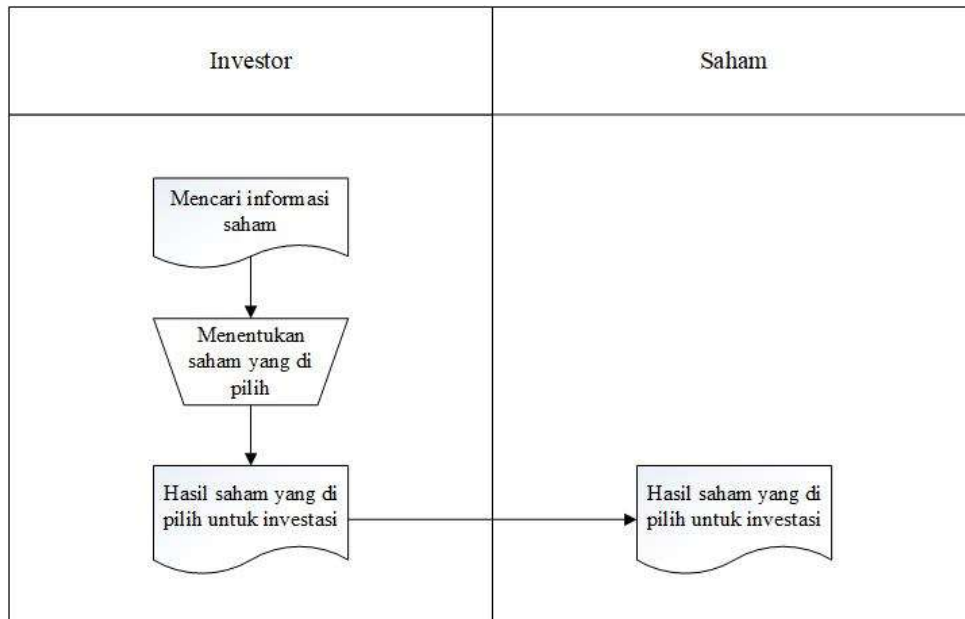 Investor
Saham
Mencari informasi
saham
Menentukan
saham yang di
pilih
Hasil saham yang di
pilih untuk investasi
Hasil saham yang di
pilih untuk investasi